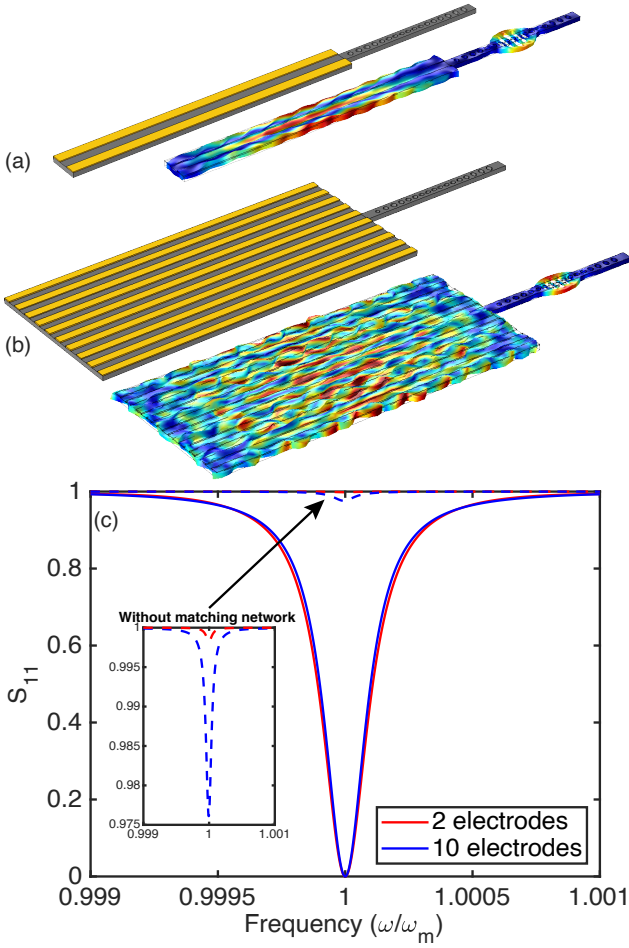 (a)
(b)
(c)
Without matching network
1
0.995
0.99
0.985
0.98
0.975
0.999
1
1.001
1
0.8
0.6
0.4
0.2
0
S11
2 electrodes
10 electrodes
0.999
0.9995
1
1.0005
1.001
Frequency (ω/ωm)